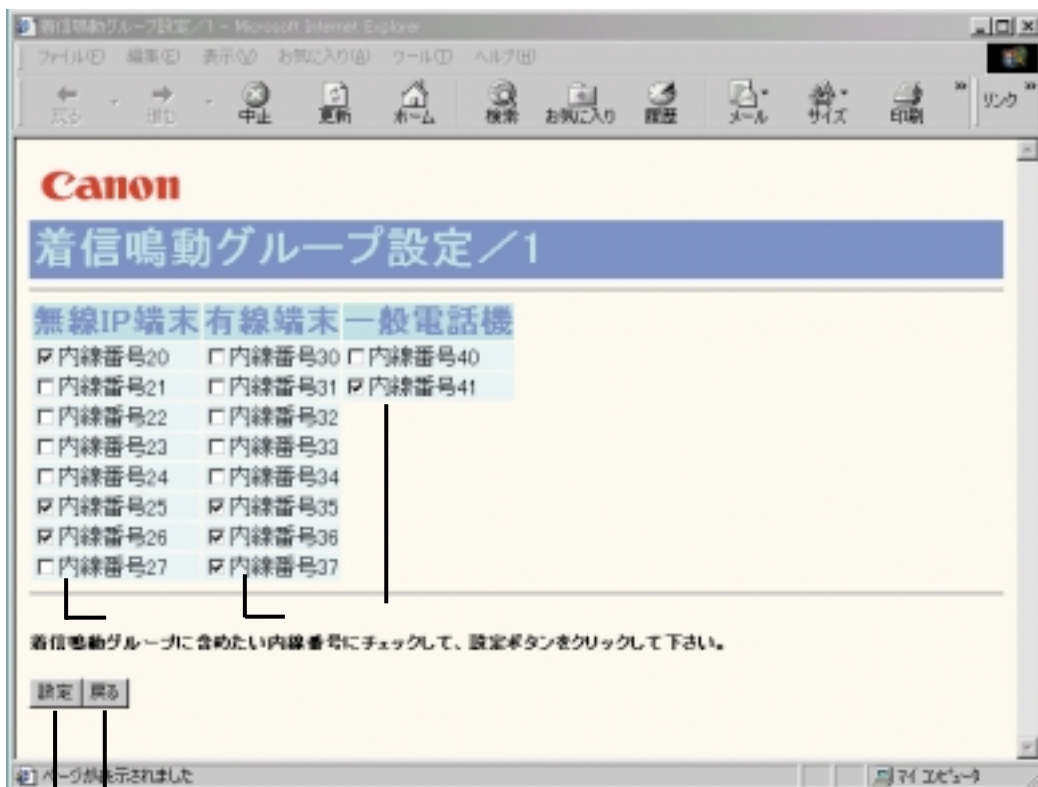 着信鳴動グループ設定／1 - Microsoft Internet Explorer
ファイル(F) 編集(E) 表示(V) お気に入り(A) ツール(T) ヘルプ(H)
戻る 中止 更新 ホーム 検索 お気に入り 履歴 メール サイズ 印刷 » リンク »
Canon
着信鳴動グループ設定／1
無線IP端末 有線端末 一般電話機
内線番号20 内線番号30 内線番号40
内線番号21 内線番号31 内線番号41
内線番号22 内線番号32
内線番号23 内線番号33
内線番号24 内線番号34
内線番号25 内線番号35
内線番号26 内線番号36
内線番号27 内線番号37
着信鳴動グループに含めたい内線番号にチェックして、設定ボタンをクリックして下さい。
設定 戻る
ページが表示されました マイ コンピュータ